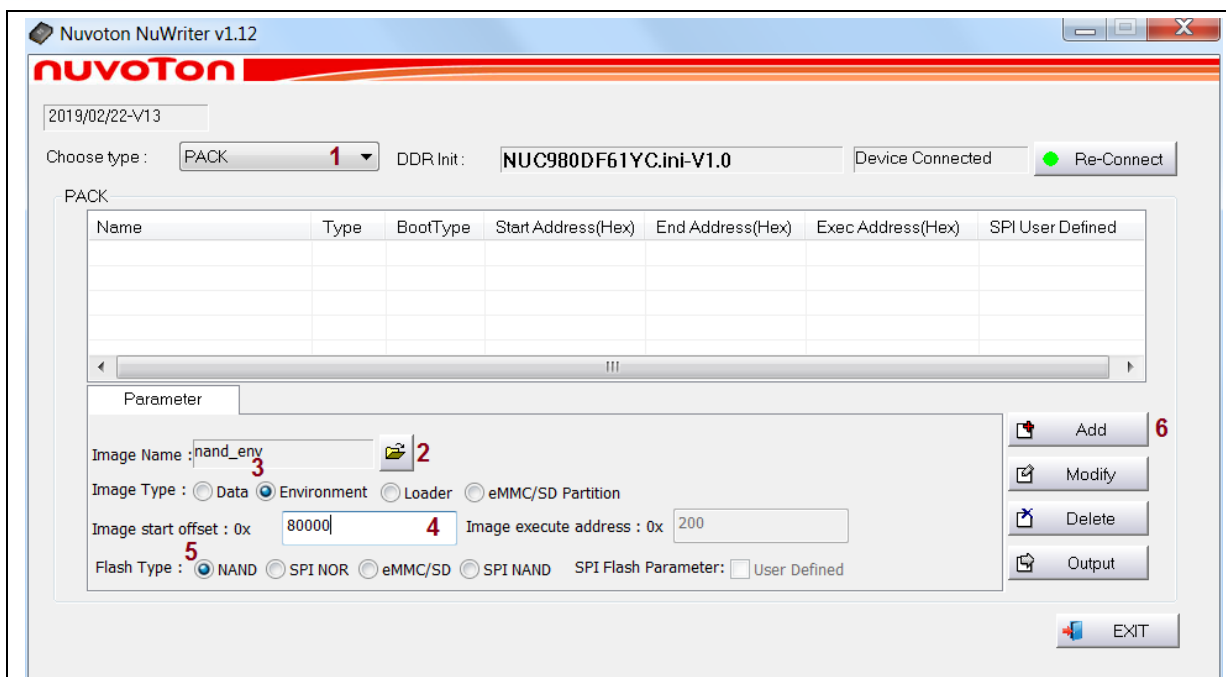 Nuvoton NuWriter v1.12
nuvoTon
2019/02/22-V13
Choose type : PACK 1 DDR Init : NUC980DF61YC.ini-V1.0 Device Connected Re-Connect
PACK
Name Type BootType Start Address(Hex) End Address(Hex) Exec Address(Hex) SPI User Defined
Parameter
Add 6
Image Name : nand_env 2
3
Modify
Image Type : Data Environment Loader eMMC/SD Partition
Image start offset : 0x 80000 4 Image execute address : 0x 200
Delete
5
Flash Type : NAND SPI NOR eMMC/SD SPI NAND SPI Flash Parameter: User Defined
Output
EXIT